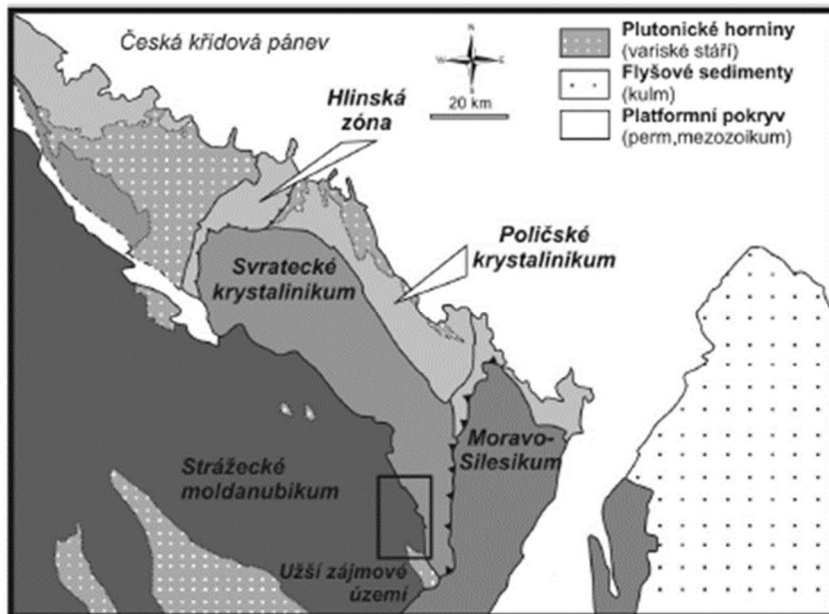 Česká křídová pánev
N
W
E
S
20 km
Plutonické horniny
(variské stáří)
Flyšové sedimenty
(kulm)
Platformní pokryv
(perm,mezozoikum)
Hlinská
zóna
Poličské
krystalinikum
Svratecké
krystalinikum
Moravo-
Silesikum
Strážecké
moldanubikum
Užší zájmové
území